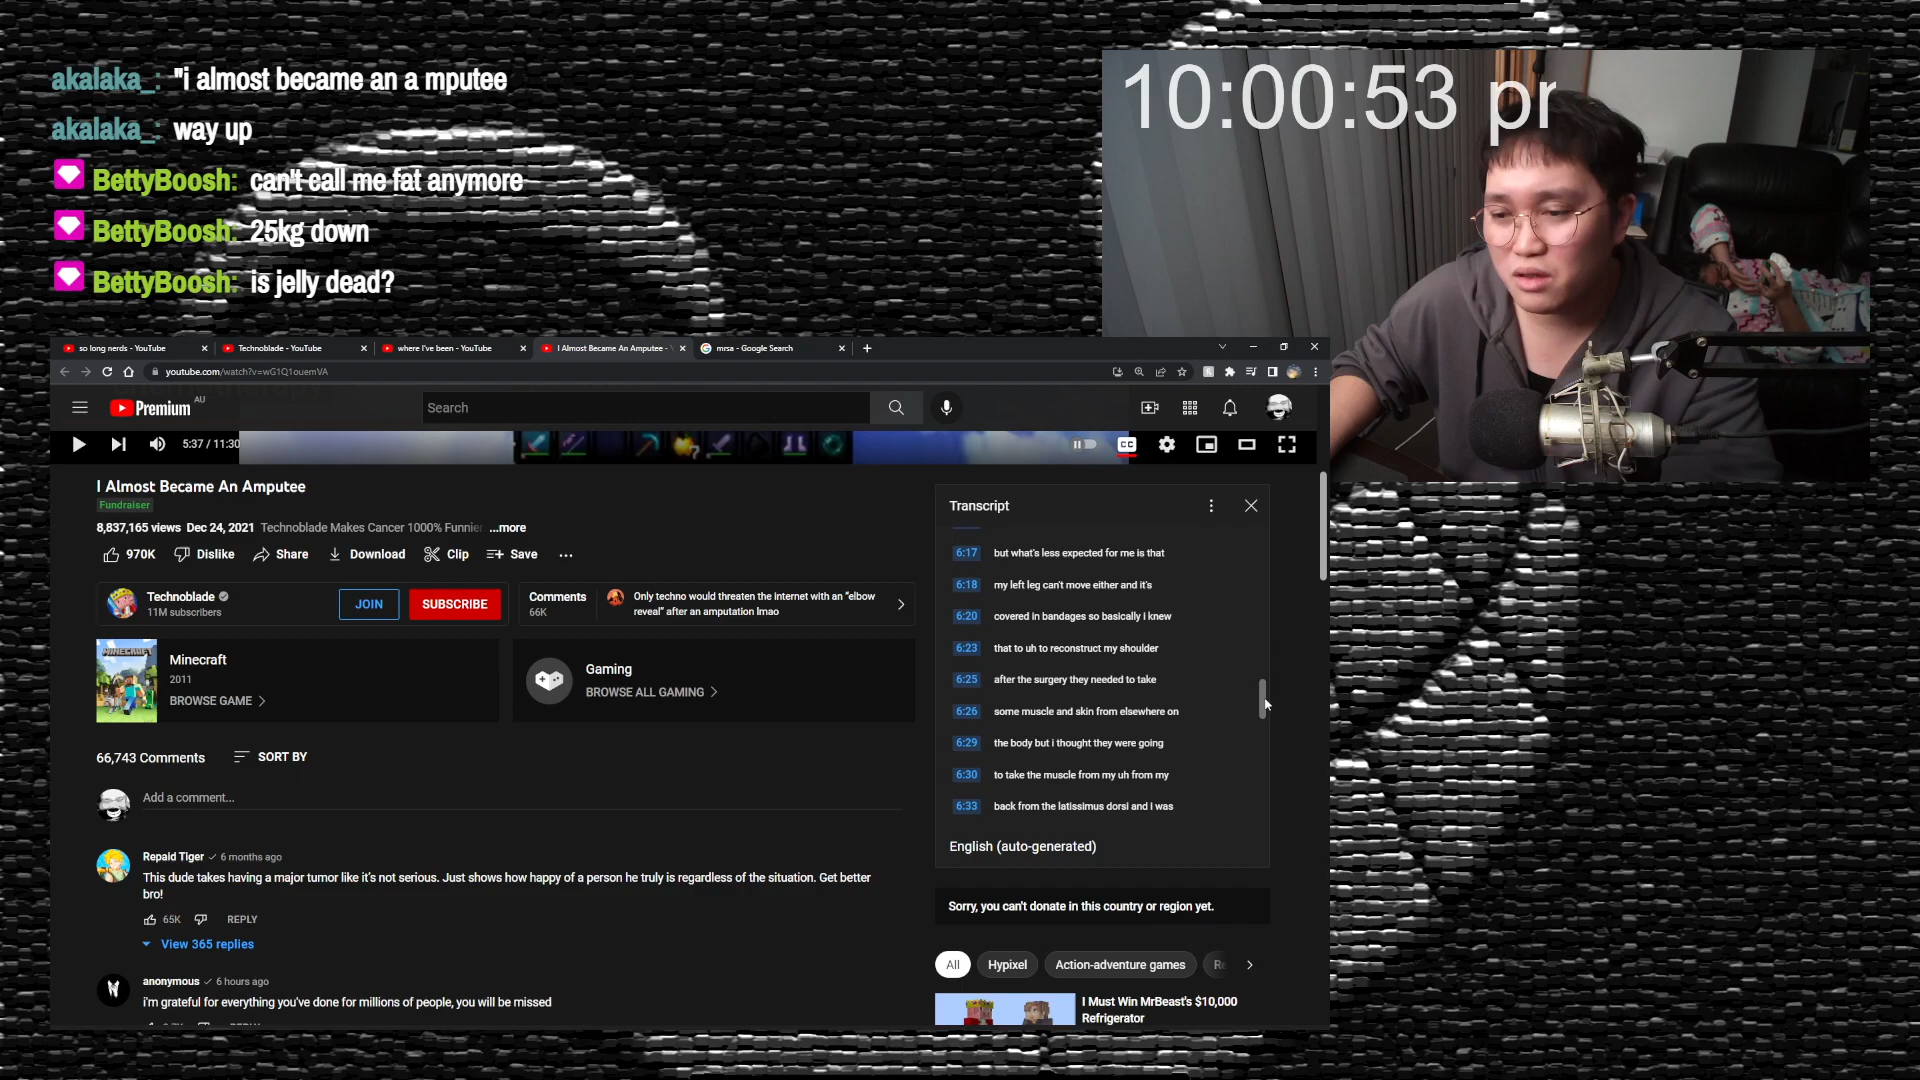 akalaka_: "i almost became an a mputee
akalaka_: way up
BettyBoosh: can't call me fat anymore
BettyBoosh: 25kg down
BettyBoosh: is jelly dead?
10:00:53 pr
so long nerds - YouTube
Technoblade - YouTube
where I've been - YouTube
I Almost Became An Amputee -
mrsa - Google Search
youtube.com/watch?v=wG1Q1ouemVA
Premium AU
Search
5:37 / 11:30
CC
I Almost Became An Amputee
Fundraiser
8,837,165 views Dec 24, 2021 Technoblade Makes Cancer 1000% Funnier ...more
970K Dislike Share Download Clip Save
Technoblade
11M subscribers
JOIN
SUBSCRIBE
Comments
66K
Only techno would threaten the Internet with an “elbow
reveal” after an amputation lmao
MINECRAFT
Minecraft
2011
BROWSE GAME
Gaming
BROWSE ALL GAMING
66,743 Comments
SORT BY
Add a comment...
Repaid Tiger 6 months ago
This dude takes having a major tumor like it's not serious. Just shows how happy of a person he truly is regardless of the situation. Get better
bro!
65K REPLY
View 365 replies
anonymous 6 hours ago
i'm grateful for everything you've done for millions of people, you will be missed
Transcript
6:17 but what's less expected for me is that
6:18 my left leg can't move either and it's
6:20 covered in bandages so basically i knew
6:23 that to uh to reconstruct my shoulder
6:25 after the surgery they needed to take
6:26 some muscle and skin from elsewhere on
6:29 the body but i thought they were going
6:30 to take the muscle from my uh from my
6:33 back from the latissimus dorsi and i was
English (auto-generated)
Sorry, you can't donate in this country or region yet.
All
Hypixel
Action-adventure games
Re
I Must Win MrBeast's $10,000
Refrigerator